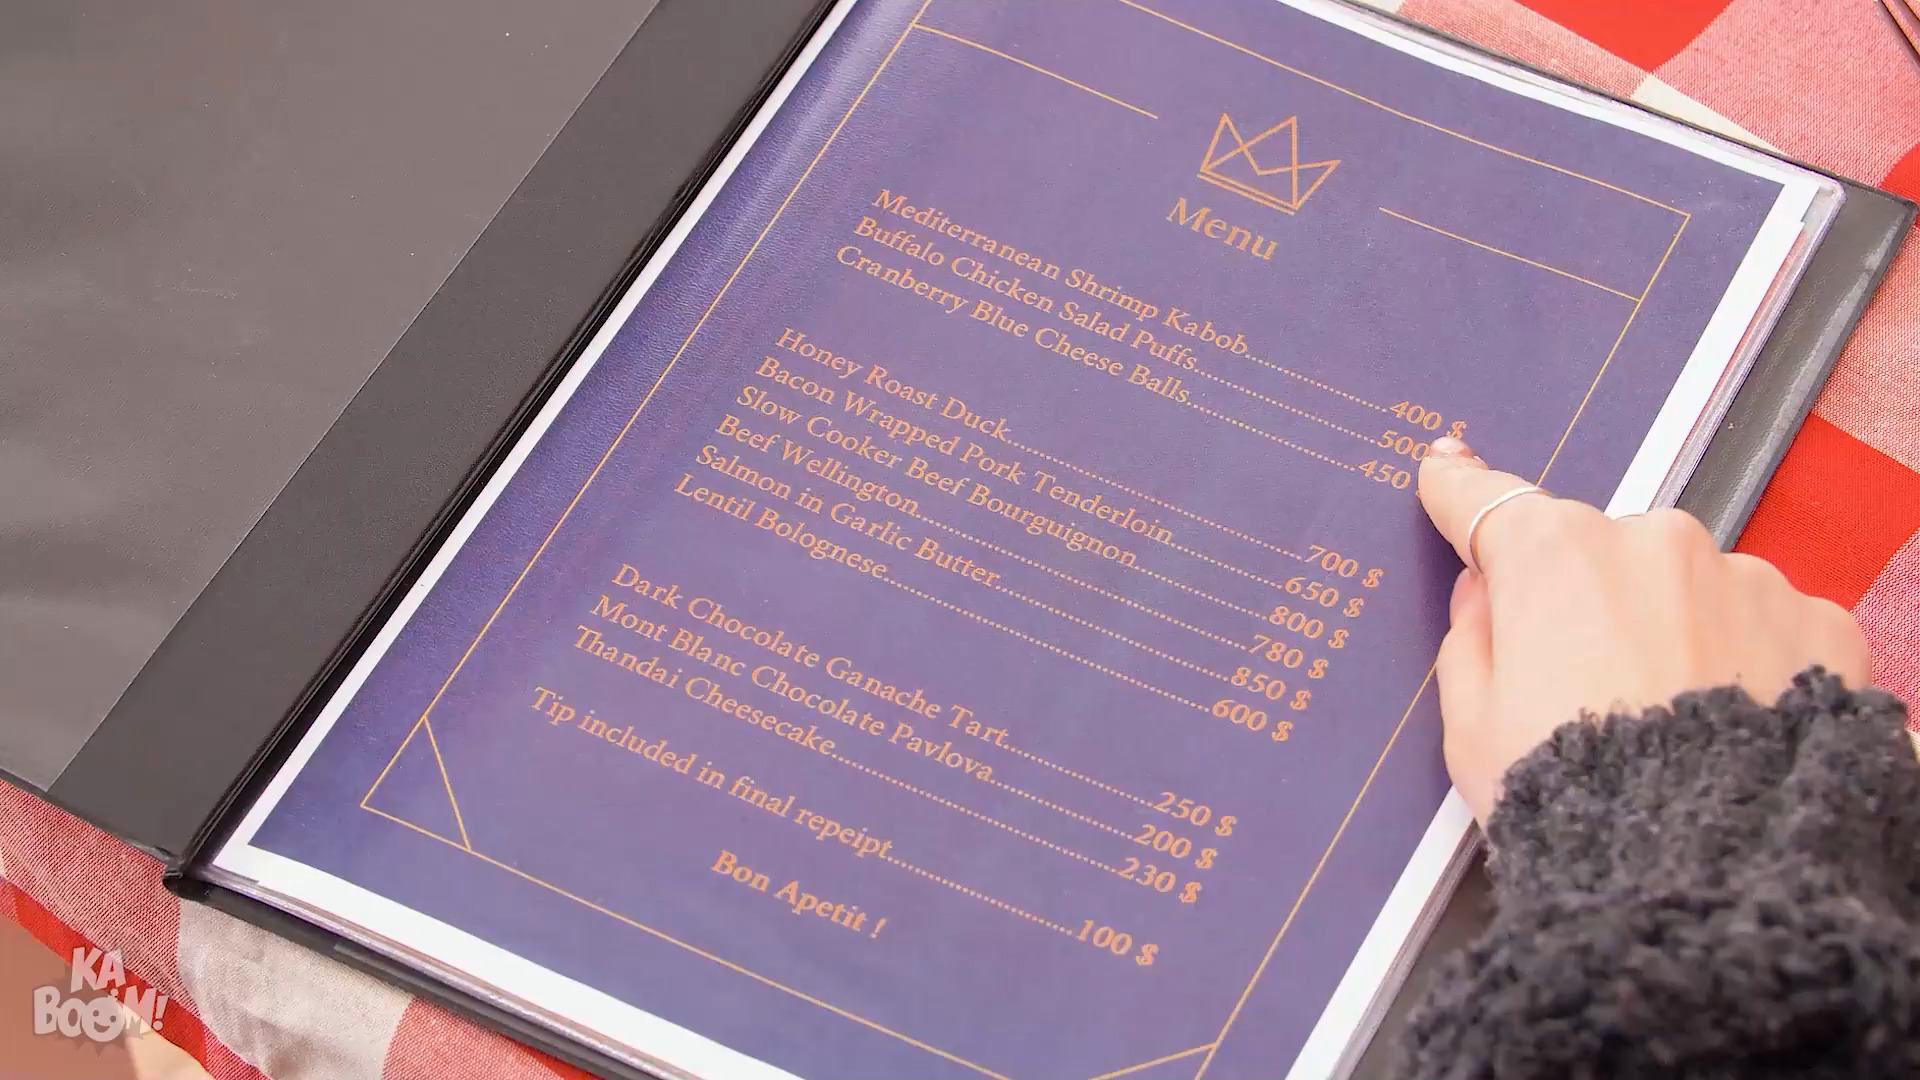 Menu
Mediterranean Shrimp Kabob....................400 $
Buffalo Chicken Salad Puffs....................500
Cranberry Blue Cheese Balls....................450
Honey Roast Duck....................700 $
Bacon Wrapped Pork Tenderloin....................650 $
Slow Cooker Beef Bourguignon....................800 $
Beef Wellington....................780 $
Salmon in Garlic Butter....................850 $
Lentil Bolognese....................600 $
Dark Chocolate Ganache Tart....................250 $
Mont Blanc Chocolate Pavlova....................200 $
Thandai Cheesecake....................230 $
Tip included in final repeipt....................100 $
Bon Apetit !
KA
BOOM!